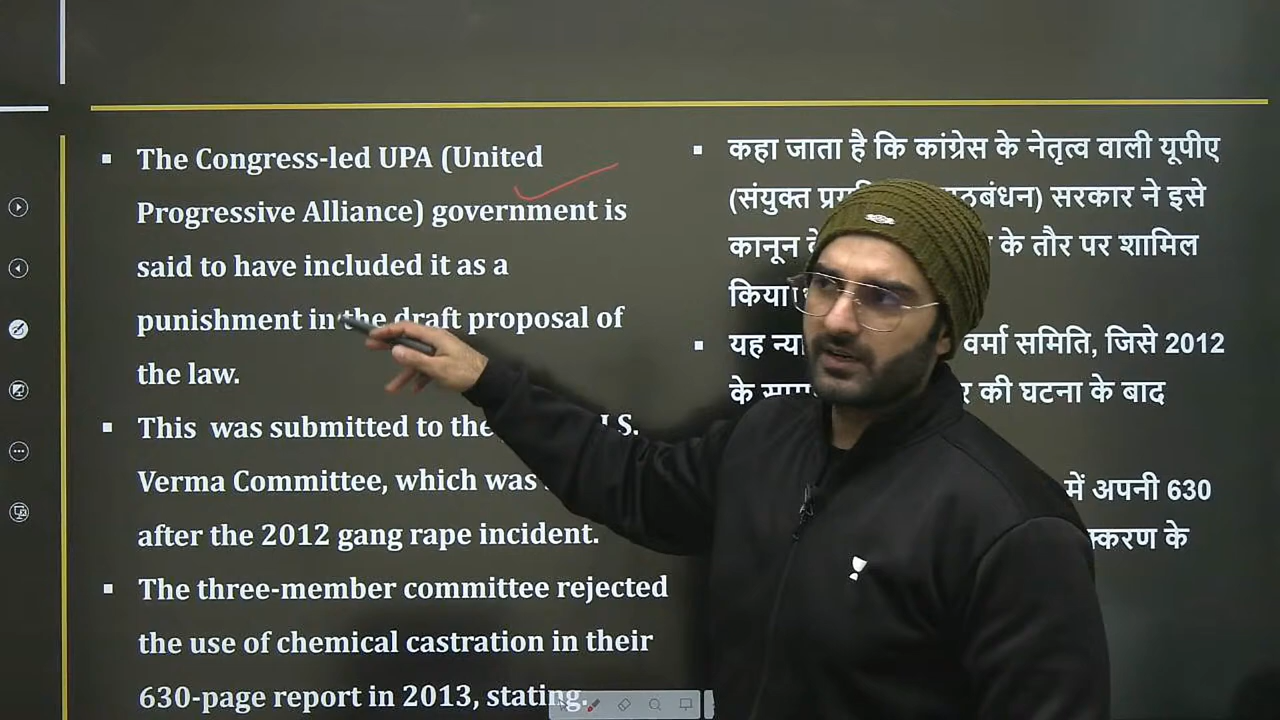 The Congress-led UPA (United
Progressive Alliance) government is
said to have included it as a
punishment in the draft proposal of
the law.
This was submitted to the J.S.
Verma Committee, which was
after the 2012 gang rape incident.
The three-member committee rejected
the use of chemical castration in their
630-page report in 2013, stating,
कहा जाता है कि कांग्रेस के नेतृत्व वाली यूपीए
(संयुक्त सरकार ने इसे
कानून के तौर पर शामिल
किया
यह वर्मा समिति, जिसे 2012
के की घटना के बाद
में अपनी 630
के